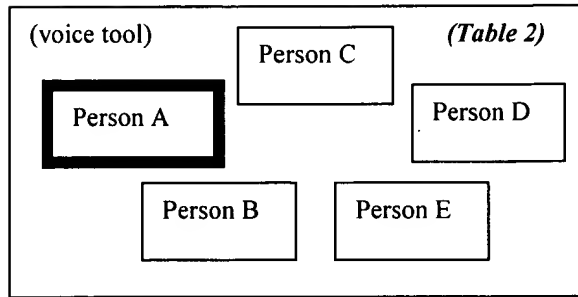 (voice tool)
(Table 2)
Person C
Person A
Person D
Person B
Person E